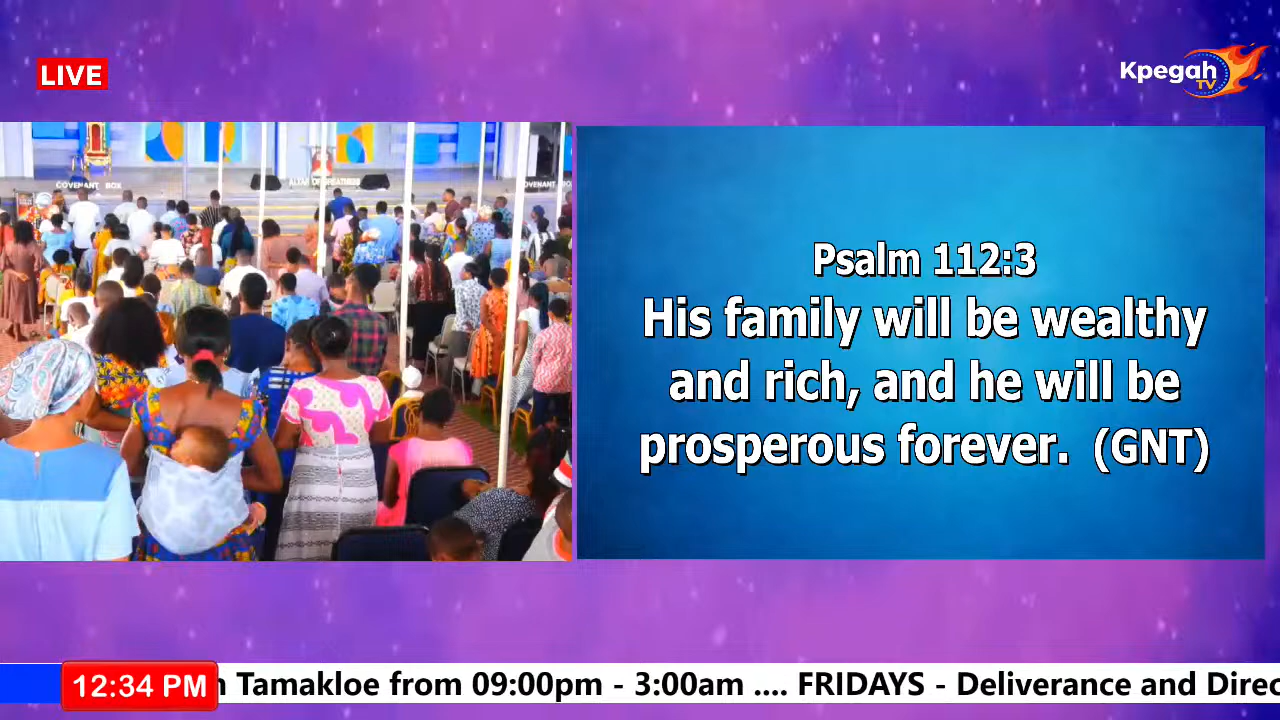 LIVE
Kpegah
TV
COVENANT BOX
ALTAR OF GREATNESS
COVENANT BOX
Psalm 112:3
His family will be wealthy
and rich, and he will be
prosperous forever. (GNT)
12:34 PM
n Tamakloe from 09:00pm - 3:00am .... FRIDAYS - Deliverance and Direc